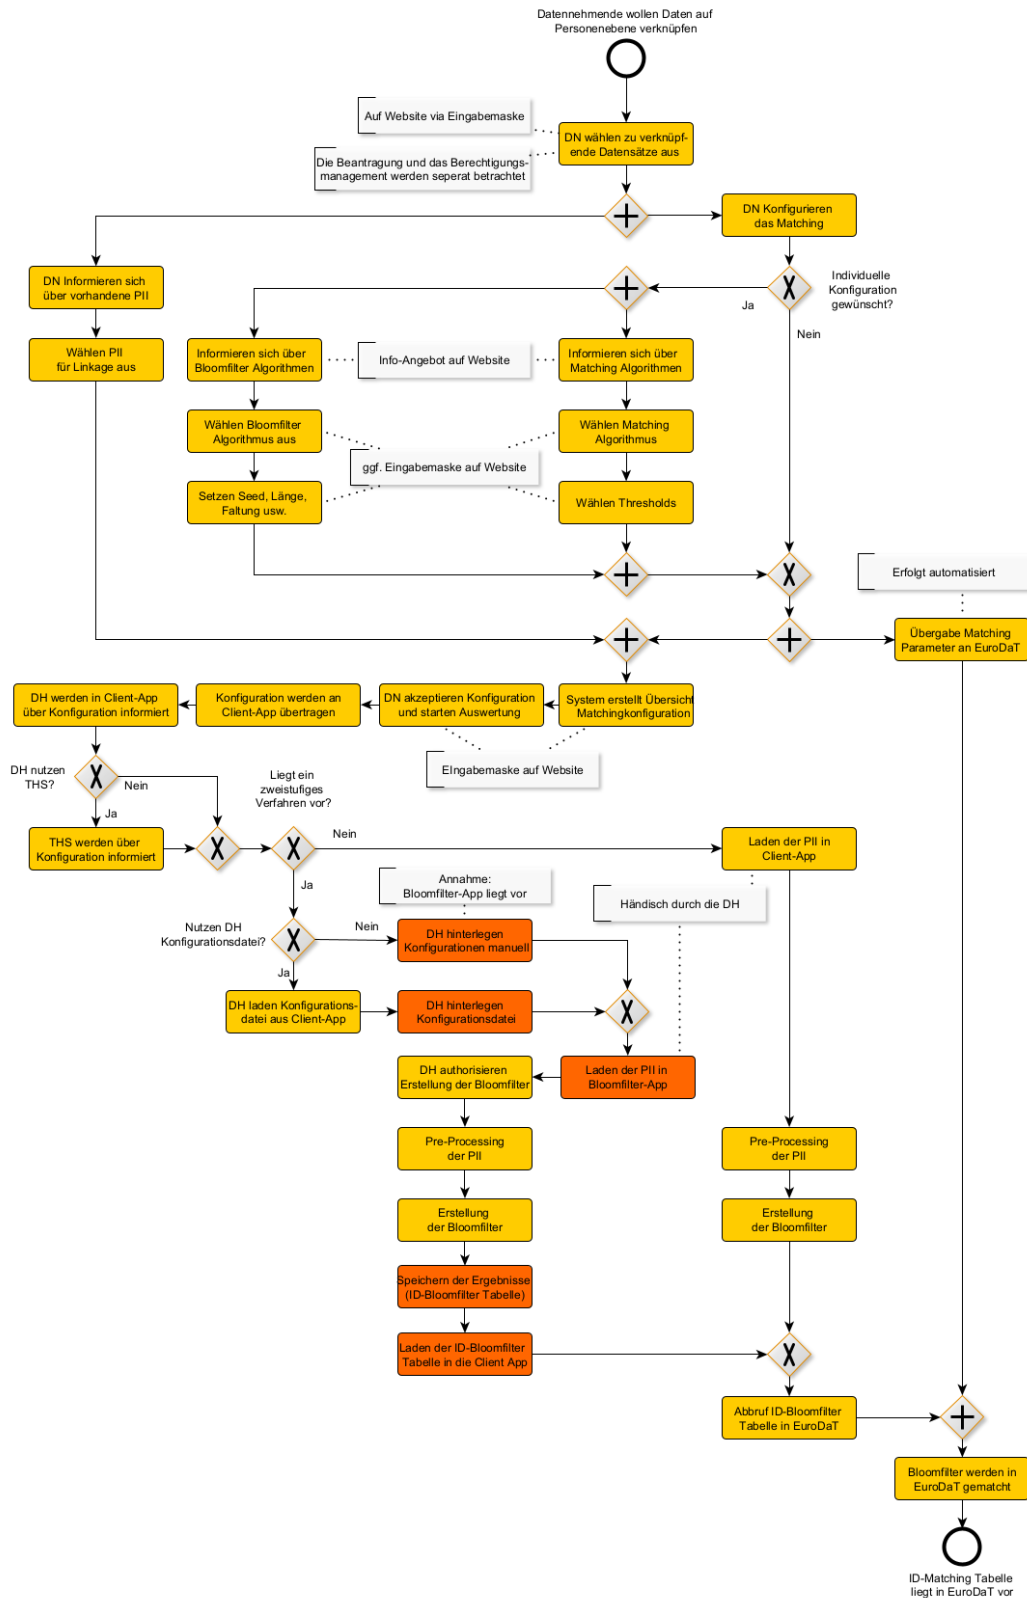 Datennehmende wollen Daten auf
Personenebene verknüpfen
Auf Website via Eingabemaske
DN wählen zu verknüpf-
ende Datensätze aus
Die Beantragung und das Berechtigungs-
management werden seperat betrachtet
DN Konfigurieren
das Matching
DN Informieren sich
über vorhandene PII
Individuelle
Konfiguration
gewünscht?
Ja
Nein
Wählen PII
für Linkage aus
Informieren sich über
Bloomfilter Algorithmen
Info-Angebot auf Website
Informieren sich über
Matching Algorithmen
Wählen Bloomfilter
Algorithmus aus
Wählen Matching
Algorithmus
ggf. Eingabemaske auf Website
Setzen Seed, Länge,
Faltung usw.
Wählen Thresholds
Erfolgt automatisiert
Übergabe Matching
Parameter an EuroDaT
DH werden in Client-App
über Konfiguration informiert
Konfiguration werden an
Client-App übertragen
DN akzeptieren Konfiguration
und starten Auswertung
System erstellt Übersicht
Matchingkonfiguration
EIngabemaske auf Website
DH nutzen
THS?
Nein
Ja
Liegt ein
zweistufiges
Verfahren vor?
Nein
Ja
THS werden über
Konfiguration informiert
Laden der PII in
Client-App
Annahme:
Bloomfilter-App liegt vor
Händisch durch die DH
Nutzen DH
Konfigurationsdatei?
Nein
Ja
DH hinterlegen
Konfigurationen manuell
DH laden Konfigurations-
datei aus Client-App
DH hinterlegen
Konfigurationsdatei
DH authorisieren
Erstellung der Bloomfilter
Laden der PII in
Bloomfilter-App
Pre-Processing
der PII
Pre-Processing
der PII
Erstellung
der Bloomfilter
Erstellung
der Bloomfilter
Speichern der Ergebnisse
(ID-Bloomfilter Tabelle)
Laden der ID-Bloomfilter
Tabelle in die Client App
Abbruf ID-Bloomfilter
Tabelle in EuroDaT
Bloomfilter werden in
EuroDaT gematcht
ID-Matching Tabelle
liegt in EuroDaT vor